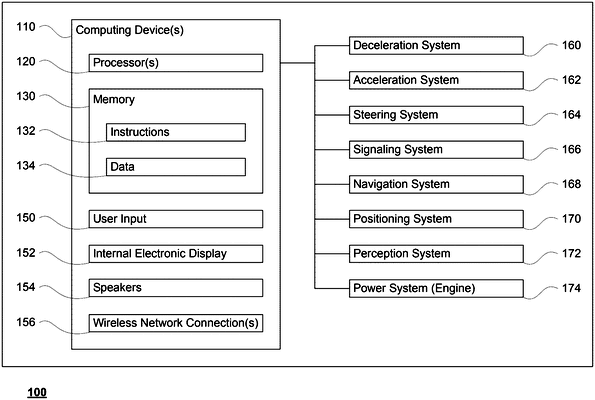 110 Computing Device(s)
120 Processor(s)
130 Memory
132 Instructions
134 Data
150 User Input
152 Internal Electronic Display
154 Speakers
156 Wireless Network Connection(s)
Deceleration System 160
Acceleration System 162
Steering System 164
Signaling System 166
Navigation System 168
Positioning System 170
Perception System 172
Power System (Engine) 174
100